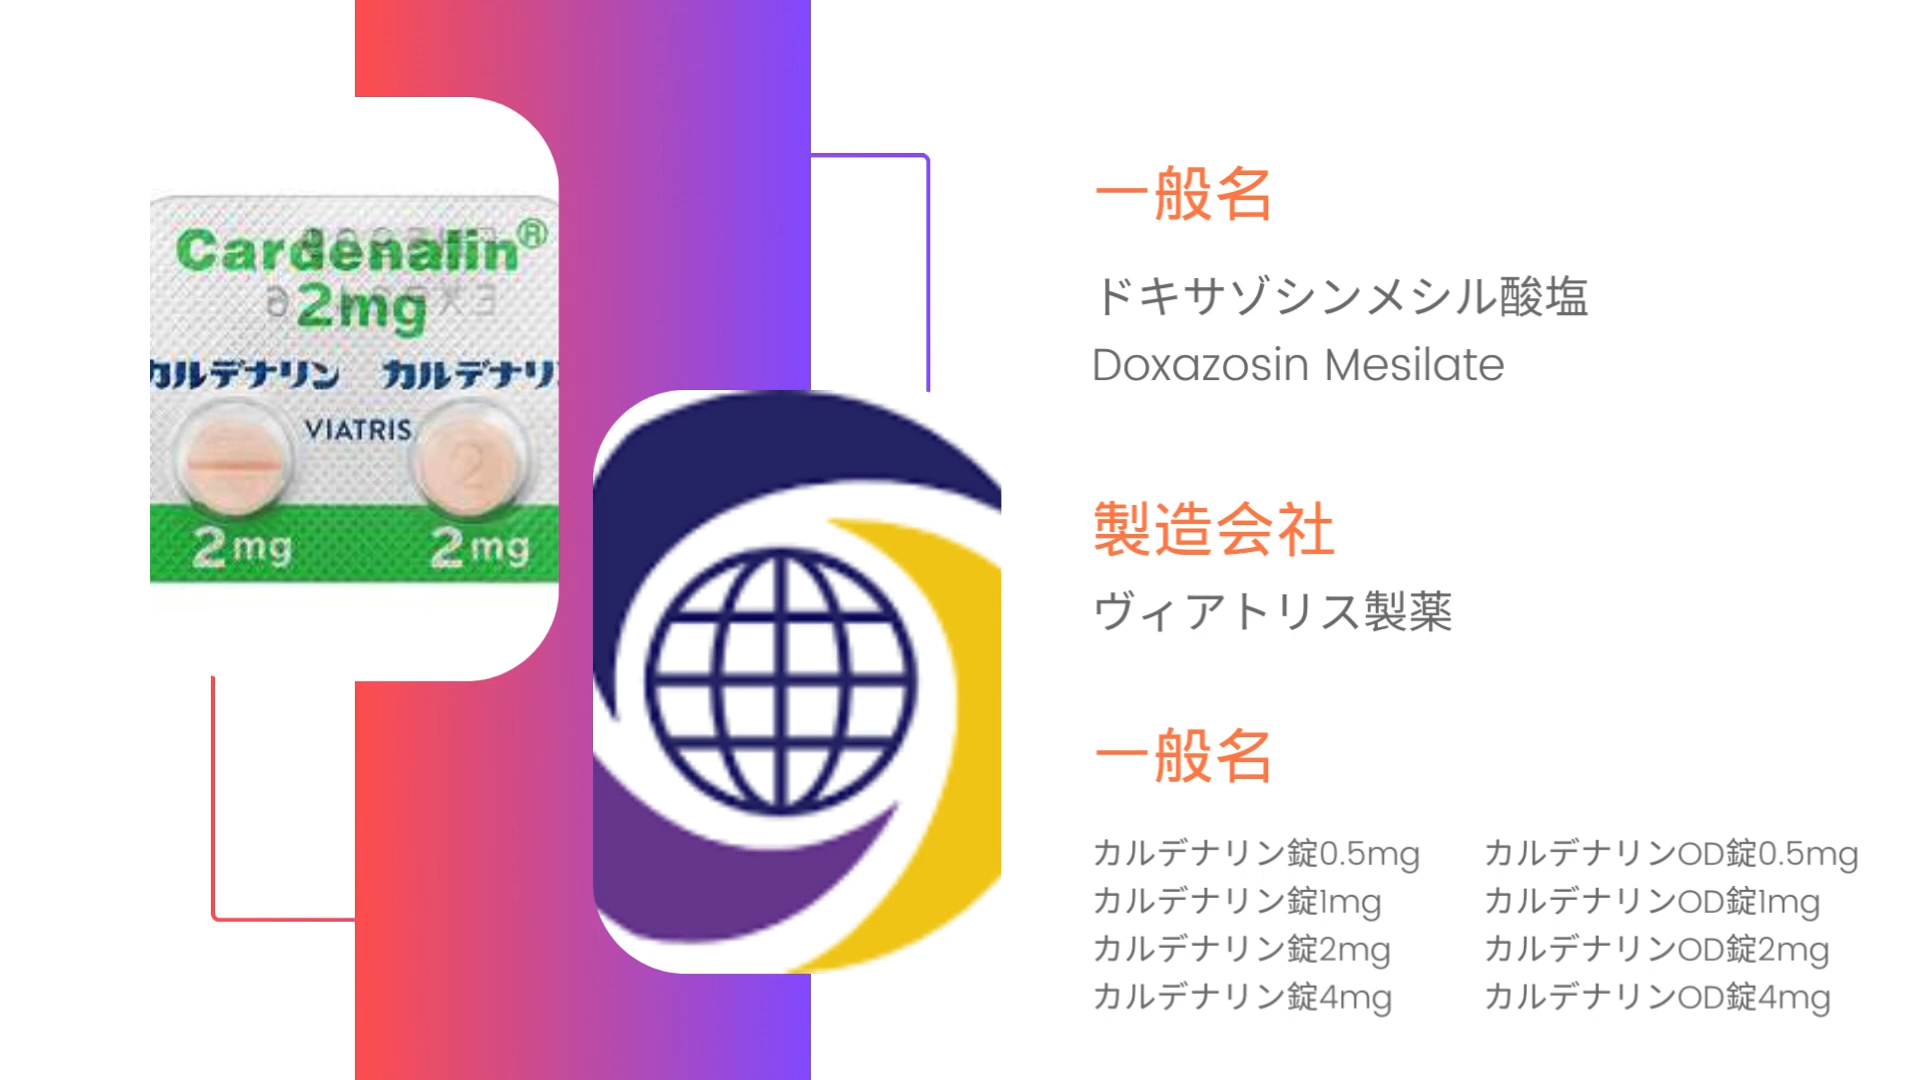 Cardenalin®
2mg
カルデナリン カルデナリ
VIATRIS
2
2mg 2mg
一般名
ドキサゾシンメシル酸塩
Doxazosin Mesilate
製造会社
ヴィアトリス製薬
一般名
カルデナリン錠0.5mg カルデナリンOD錠0.5mg
カルデナリン錠1mg カルデナリンOD錠1mg
カルデナリン錠2mg カルデナリンOD錠2mg
カルデナリン錠4mg カルデナリンOD錠4mg